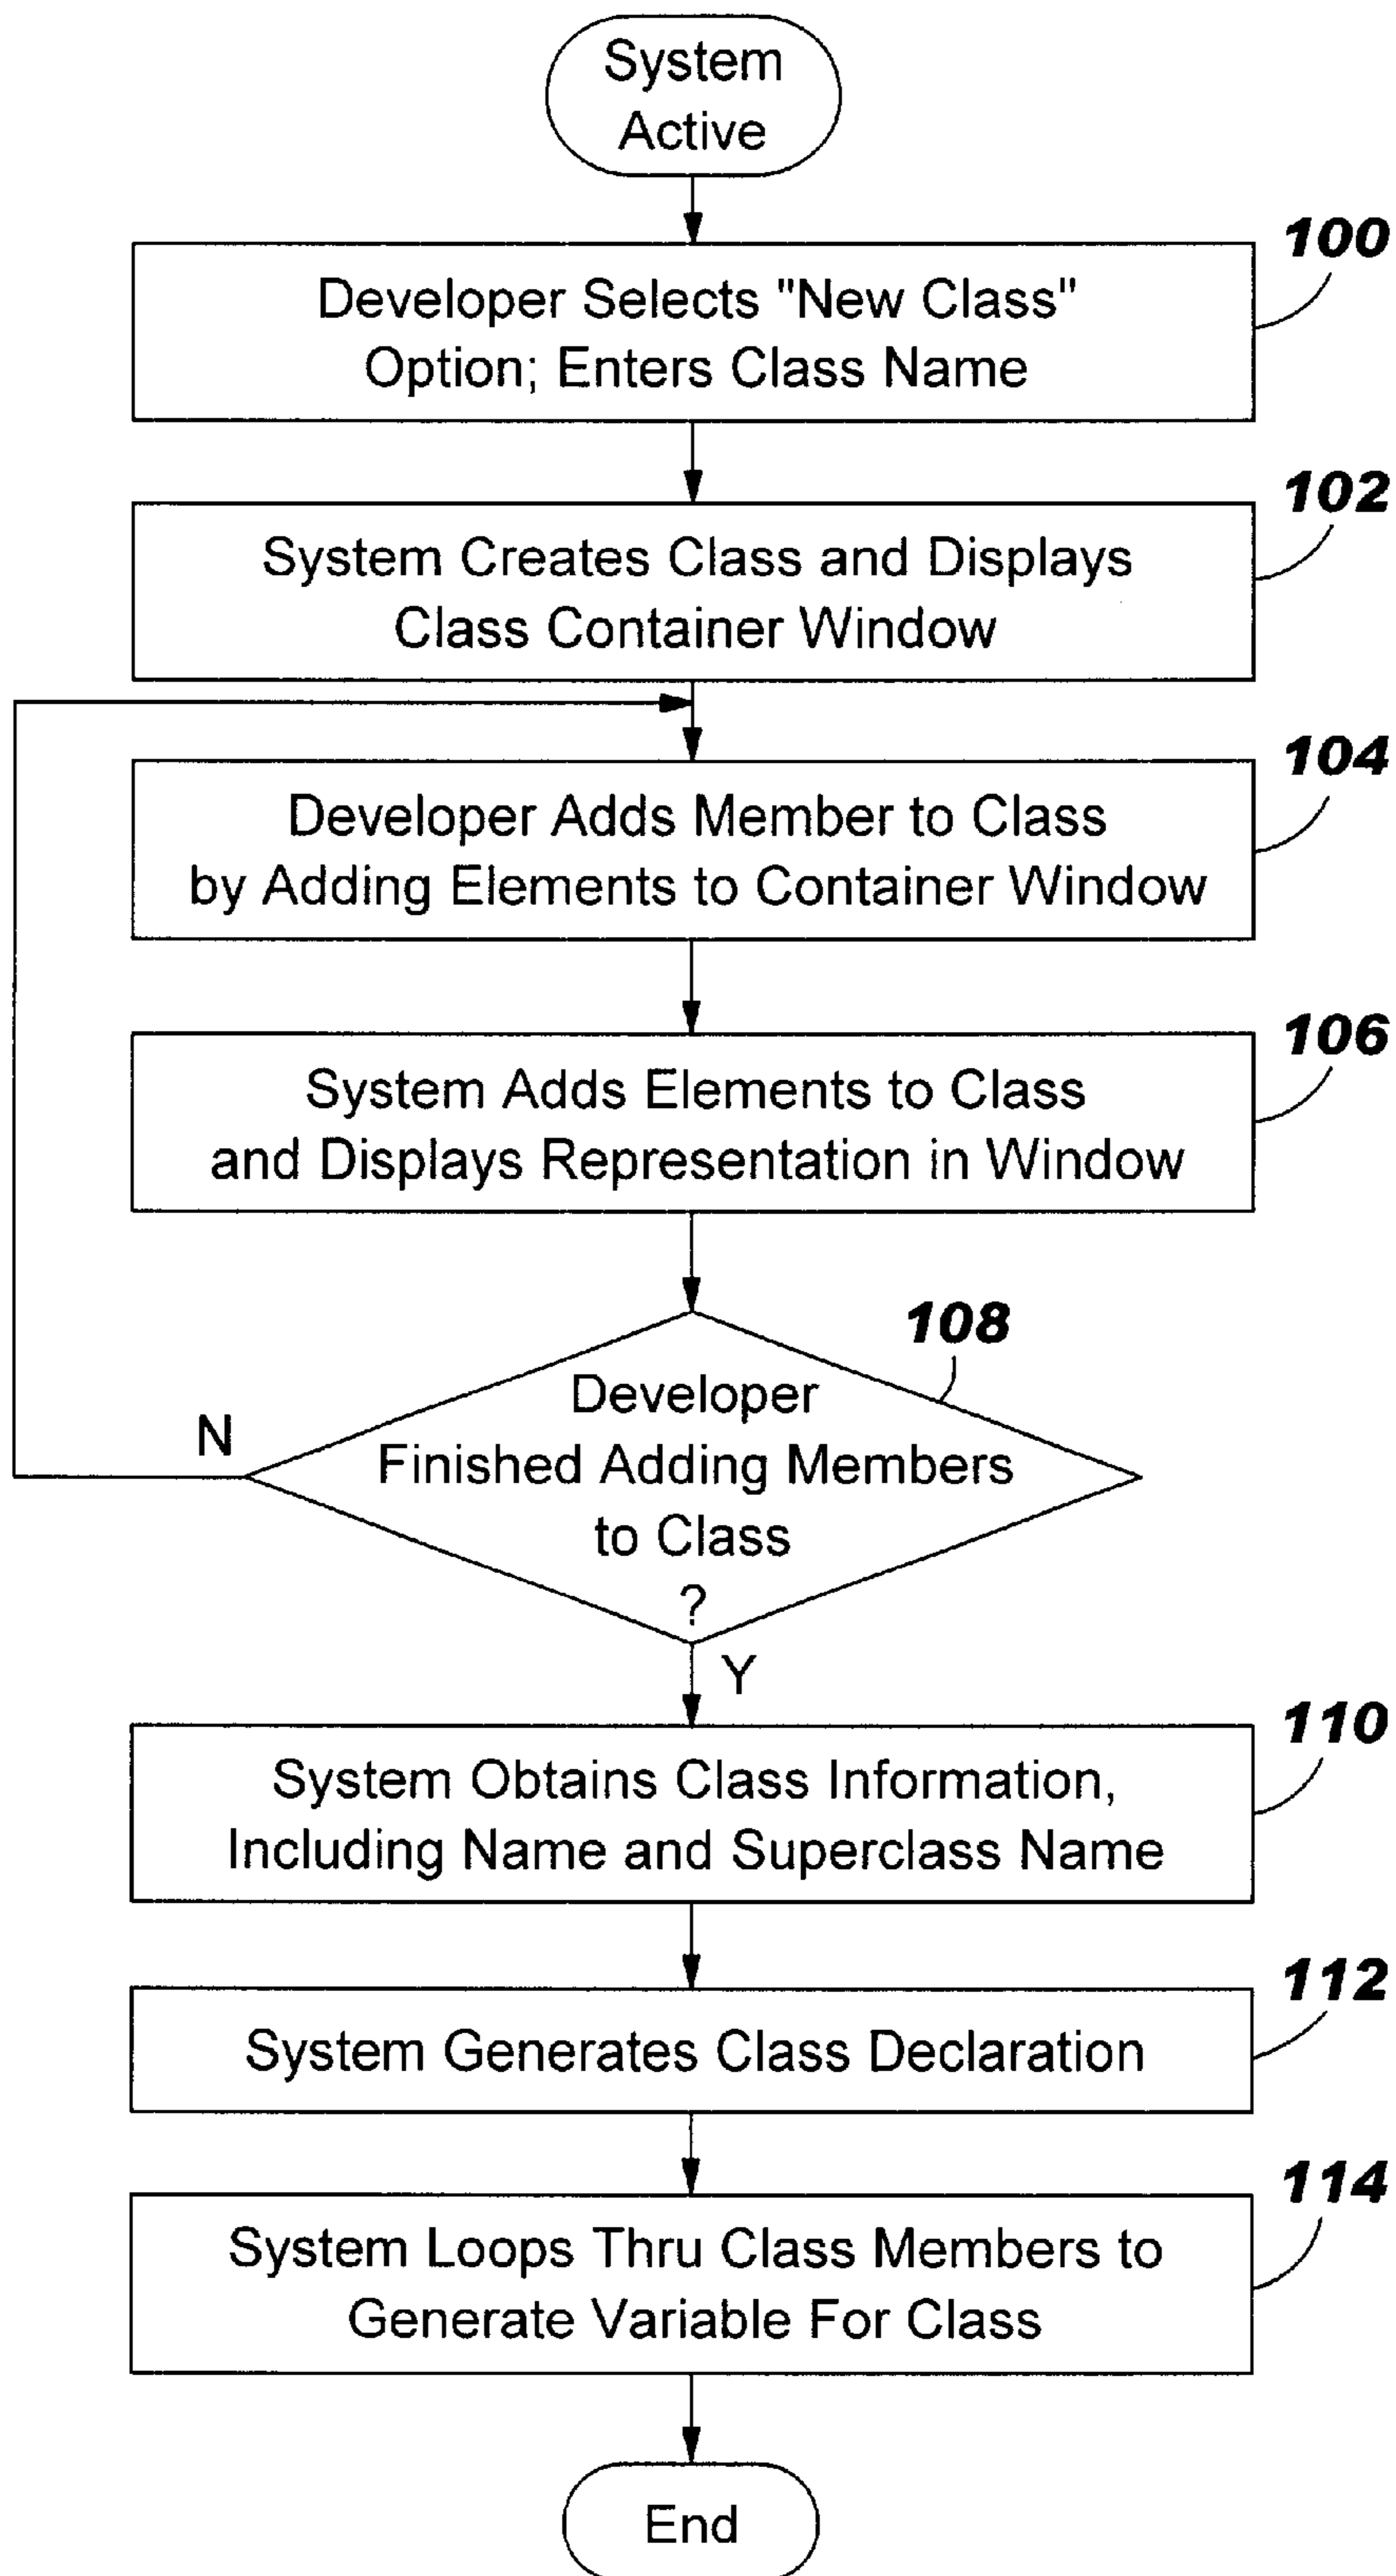 System
Active
100
Developer Selects "New Class"
Option; Enters Class Name
102
System Creates Class and Displays
Class Container Window
104
Developer Adds Member to Class
by Adding Elements to Container Window
106
System Adds Elements to Class
and Displays Representation in Window
108
Developer
Finished Adding Members
to Class
?
N
Y
110
System Obtains Class Information,
Including Name and Superclass Name
112
System Generates Class Declaration
114
System Loops Thru Class Members to
Generate Variable For Class
End